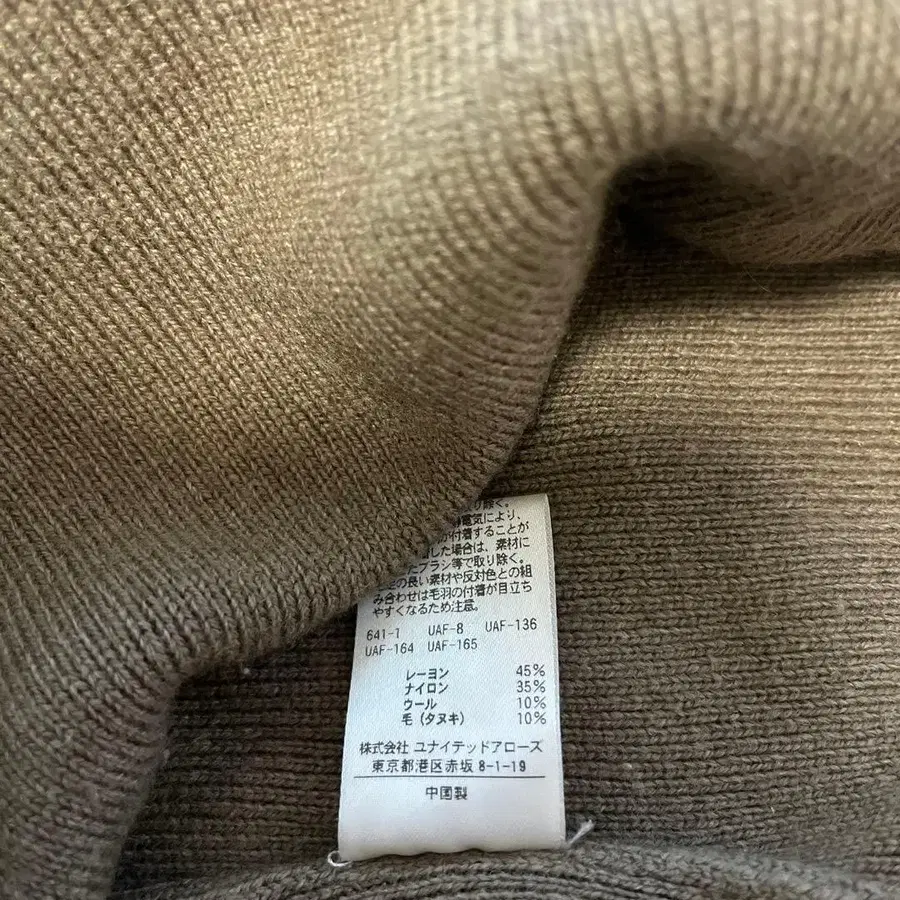 り除く。
電気により、
付着することが
した場合は、素材に
たブラシ等で取り除く。
の長い素材や反対色との組
み合わせは毛羽の付着が目立ち
やすくなるため注意。
641-1 UAF-8 UAF-136
UAF-164 UAF-165
レーヨン 45%
ナイロン 35%
ウール 10%
毛(タヌキ) 10%
株式会社 ユナイテッドアローズ
東京都港区赤坂 8-1-19
中国製